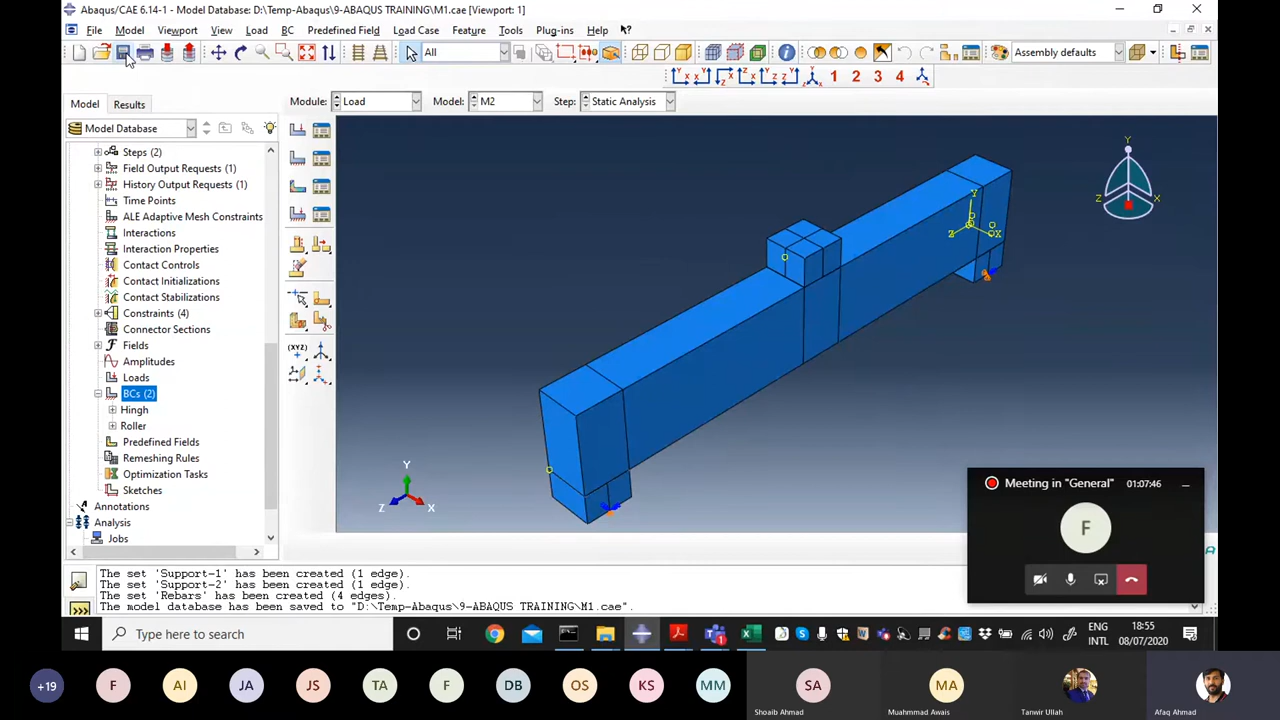 Abaqus/CAE 6.14-1 - Model Database: D:\Temp-Abaqus\9-ABAQUS TRAINING\M1.cae [Viewport: 1]
File Model Viewport View Load BC Predefined Field Load Case Feature Tools Plug-ins Help
All
Assembly defaults
1 2 3 4
Model Results
Module: Load Model: M2 Step: Static Analysis
Model Database
Steps (2)
Field Output Requests (1)
History Output Requests (1)
Time Points
ALE Adaptive Mesh Constraints
Interactions
Interaction Properties
Contact Controls
Contact Initializations
Contact Stabilizations
Constraints (4)
Connector Sections
Fields
Amplitudes
Loads
BCs (2)
Hingh
Roller
Predefined Fields
Remeshing Rules
Optimization Tasks
Sketches
Annotations
Analysis
Jobs
(XYZ)
Y
Z X
Y
Z X
Y
Z X
Meeting in "General" 01:07:46
F
The set 'Support-1' has been created (1 edge).
The set 'Support-2' has been created (1 edge).
The set 'Rebars' has been created (4 edges).
The model database has been saved to "D:\Temp-Abaqus\9-ABAQUS TRAINING\M1.cae".
Type here to search
ENG
INTL
18:55
08/07/2020
+19 F AI JA JS TA F DB OS KS MM SA MA
Shoaib Ahmad Muahmmad Awais Tanwir Ullah Afaq Ahmad